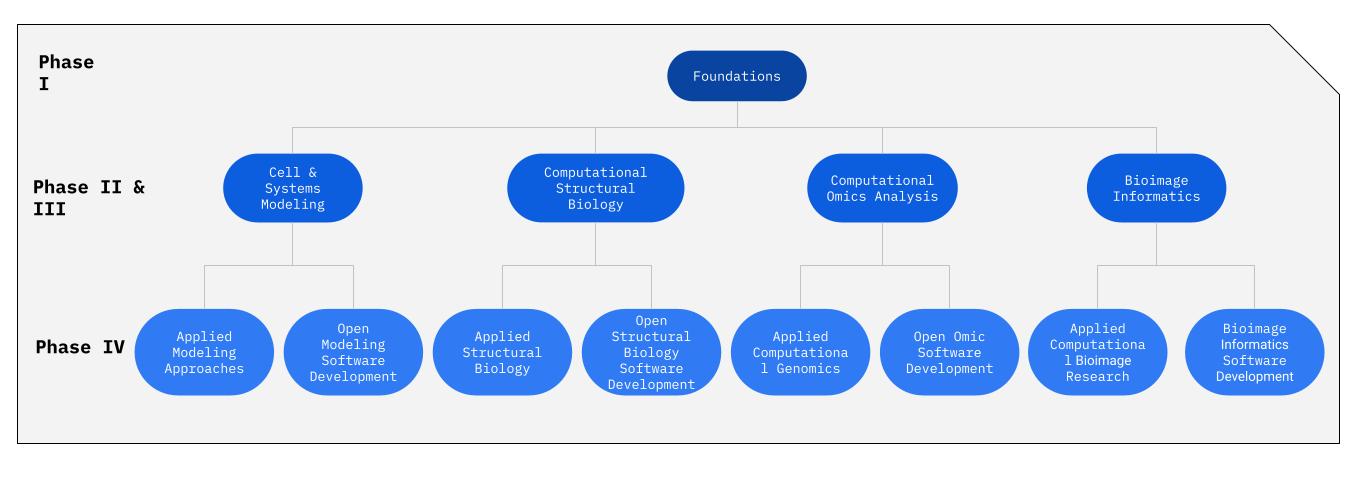 Phase
I
Foundations
Phase II &
III
Cell &
Systems
Modeling
Computational
Structural
Biology
Computational
Omics Analysis
Bioimage
Informatics
Phase IV
Applied
Modeling
Approaches
Open
Modeling
Software
Development
Applied
Structural
Biology
Open
Structural
Biology
Software
Development
Applied
Computationa
l Genomics
Open Omic
Software
Development
Applied
Computationa
l Bioimage
Research
Bioimage
Informatics
Software
Development